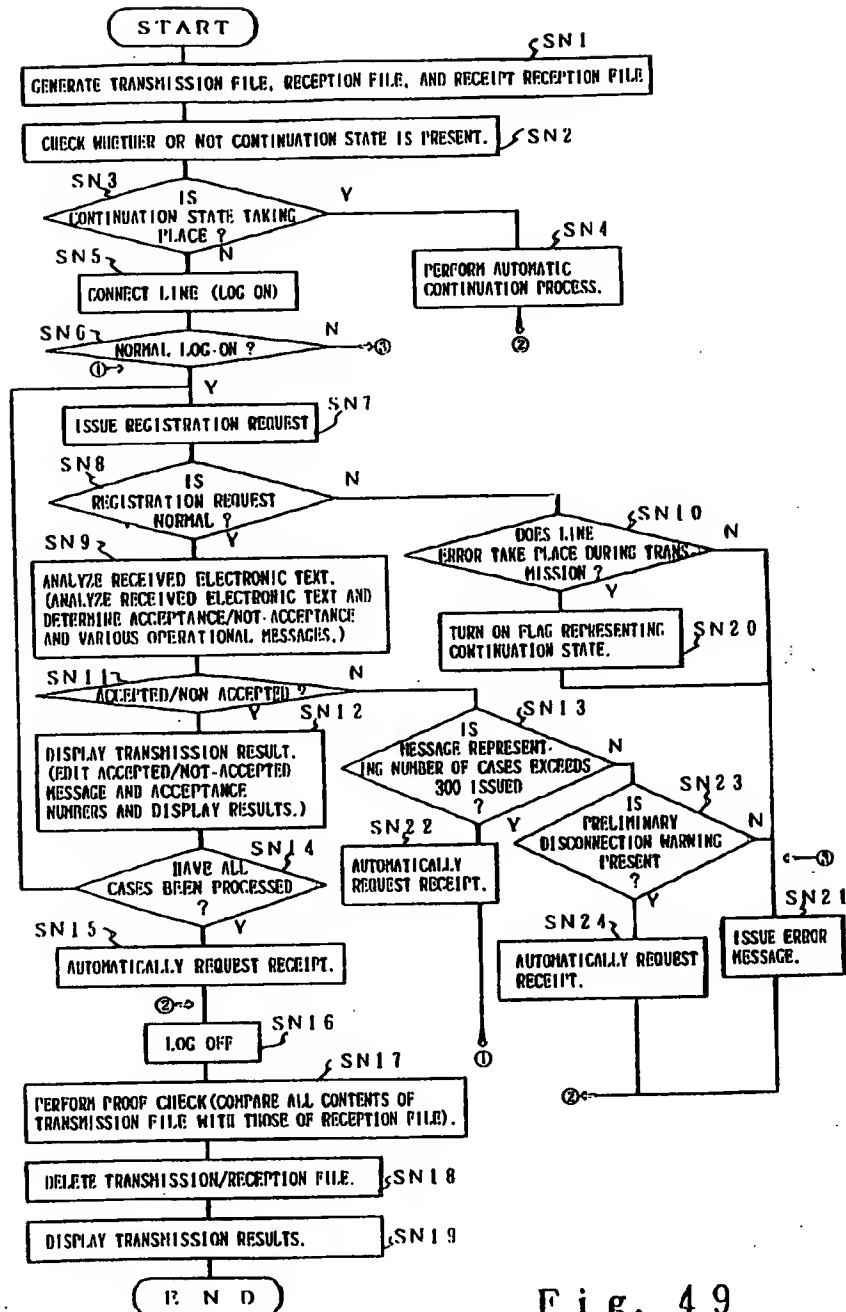 START
SN1
GENERATE TRANSMISSION FILE, RECEPTION FILE, AND RECEIPT RECEPTION FILE
CHECK WHETHER OR NOT CONTINUATION STATE IS PRESENT.
SN2
SN3
IS
CONTINUATION STATE TAKING
PLACE ?
Y
N
SN4
PERFORM AUTOMATIC
CONTINUATION PROCESS.
②
SN5
CONNECT LINE (LOG ON)
SN6
NORMAL LOG-ON ?
N
③
①
Y
SN7
ISSUE REGISTRATION REQUEST
SN8
IS
REGISTRATION REQUEST
NORMAL ?
N
Y
SN10
DOES LINE
ERROR TAKE PLACE DURING TRANS-
MISSION ?
N
Y
SN9
ANALYZE RECEIVED ELECTRONIC TEXT.
(ANALYZE RECEIVED ELECTRONIC TEXT AND
DETERMINE ACCEPTANCE/NOT-ACCEPTANCE
AND VARIOUS OPERATIONAL MESSAGES.)
TURN ON FLAG REPRESENTING
CONTINUATION STATE.
SN20
SN11
ACCEPTED/NON ACCEPTED ?
N
Y
SN12
DISPLAY TRANSMISSION RESULT.
(EDIT ACCEPTED/NOT-ACCEPTED
MESSAGE AND ACCEPTANCE
NUMBERS AND DISPLAY RESULTS.)
SN13
IS
MESSAGE REPRESENT-
ING NUMBER OF CASES EXCEEDS
300 ISSUED
?
N
Y
SN23
IS
PRELIMINARY
DISCONNECTION WARNING
PRESENT
?
N
Y
SN22
AUTOMATICALLY
REQUEST RECEIPT.
①
SN14
HAVE ALL
CASES BEEN PROCESSED
?
Y
③
SN21
ISSUE ERROR
MESSAGE.
SN24
AUTOMATICALLY REQUEST
RECEIPT.
②
SN15
AUTOMATICALLY REQUEST RECEIPT.
②
SN16
LOG OFF
SN17
PERFORM PROOF CHECK(COMPARE ALL CONTENTS OF
TRANSMISSION FILE WITH THOSE OF RECEPTION FILE).
DELETE TRANSMISSION/RECEPTION FILE.
SN18
DISPLAY TRANSMISSION RESULTS.
SN19
END
Fig. 49